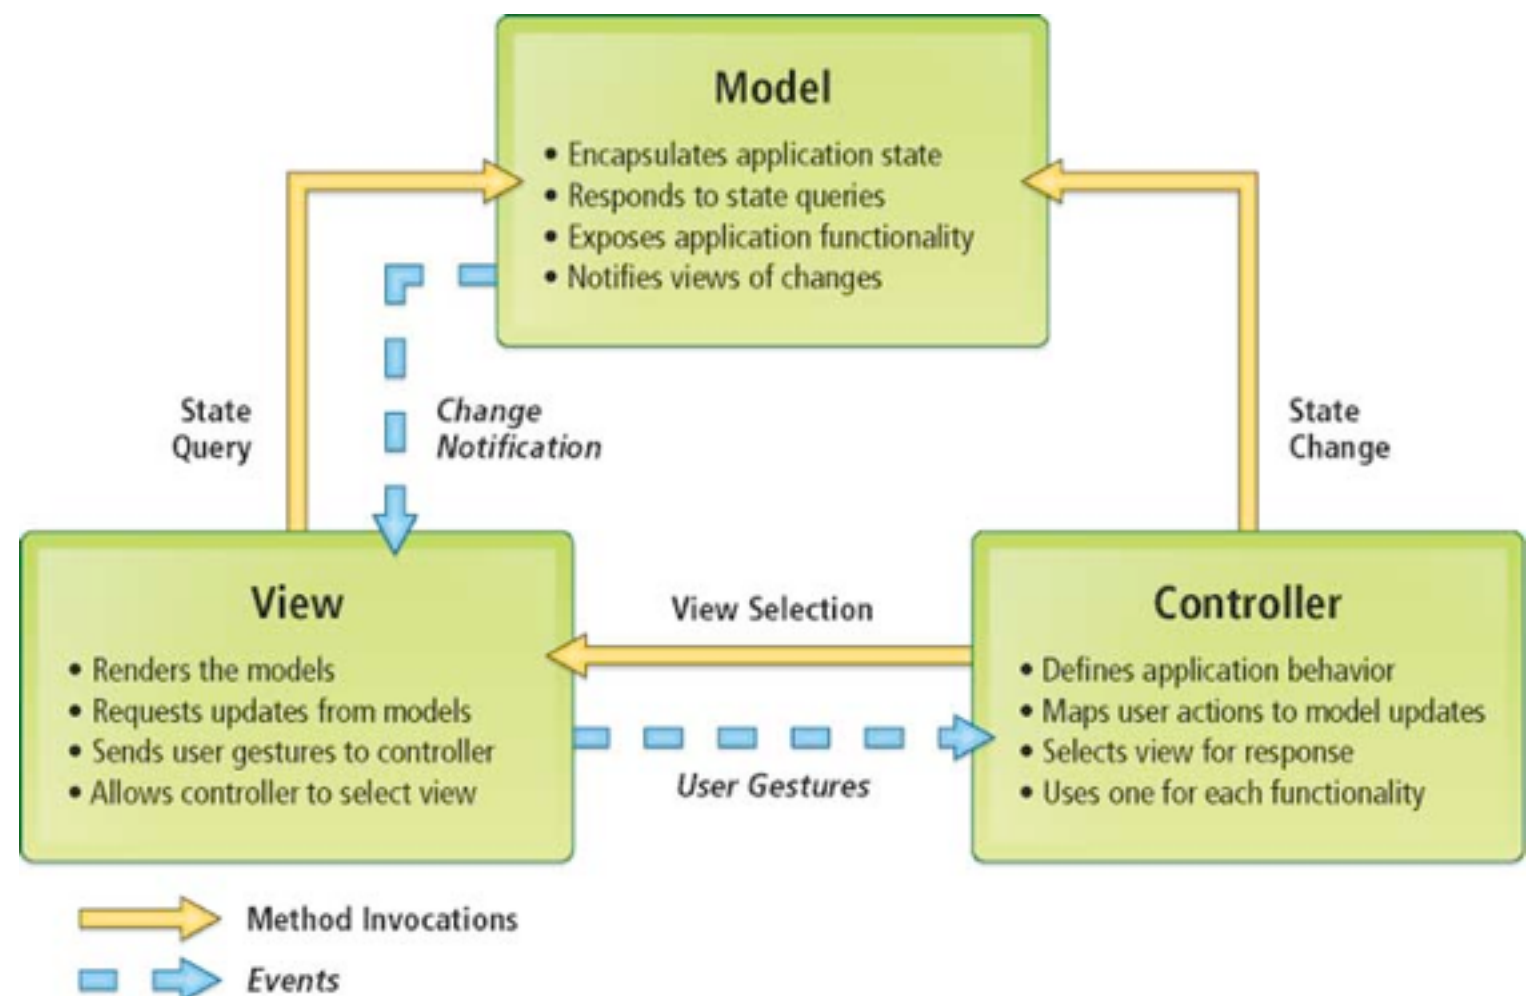 Model
• Encapsulates application state
• Responds to state queries
• Exposes application functionality
• Notifies views of changes
State
Query
Change
Notification
State
Change
View
• Renders the models
• Requests updates from models
• Sends user gestures to controller
• Allows controller to select view
View Selection
User Gestures
Controller
• Defines application behavior
• Maps user actions to model updates
• Selects view for response
• Uses one for each functionality
Method Invocations
Events